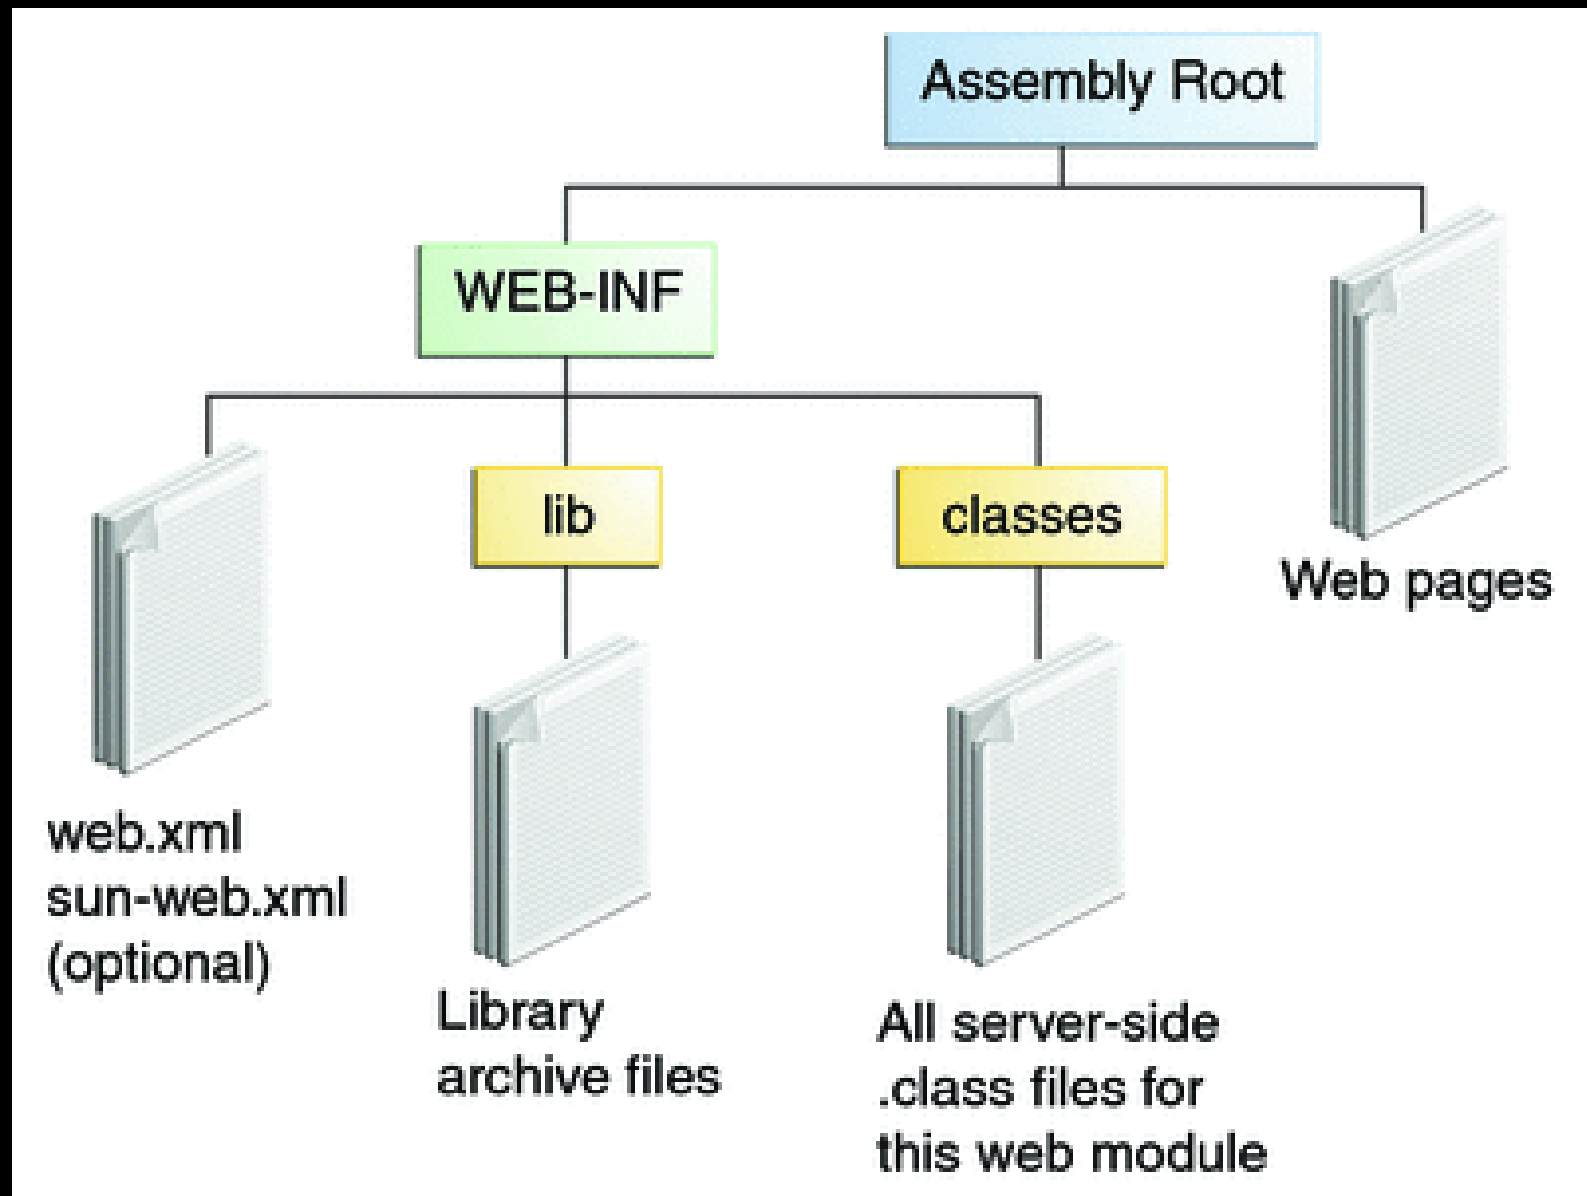 Assembly Root
WEB-INF
lib
classes
Web pages
web.xml
sun-web.xml
(optional)
Library
archive files
All server-side
.class files for
this web module